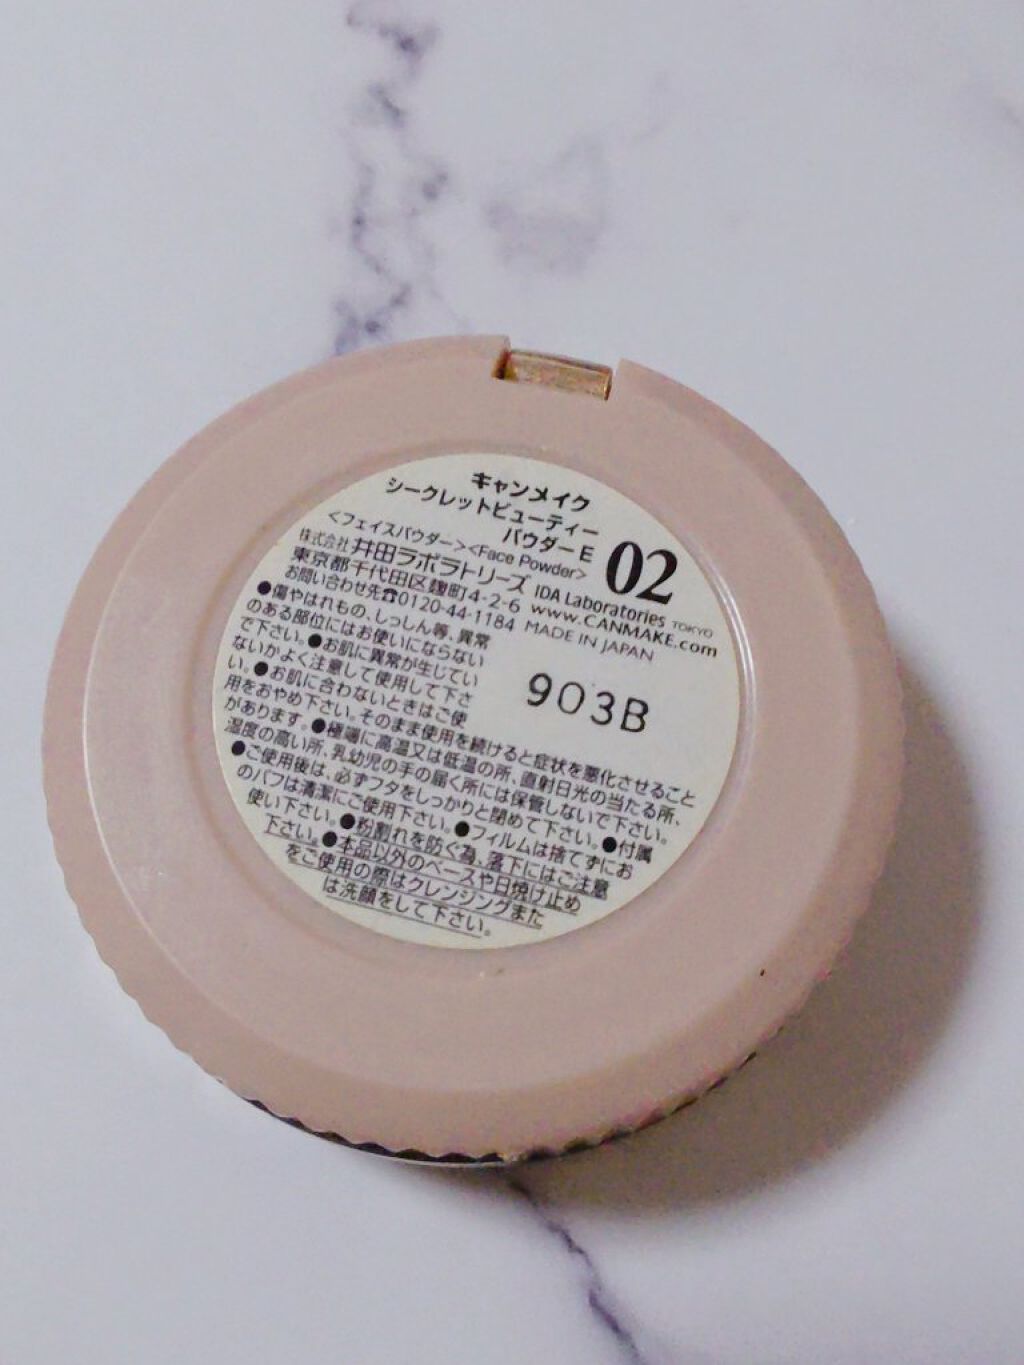 キャンメイク
シークレットビューティー
パウダーE
02
<フェイスパウダー><Face Powder>
株式会社 井田ラボラトリーズ IDA Laboratories TOKYO
東京都千代田区麹町4-2-6 www.CANMAKE.com
お問い合わせ先☎0120-44-1184 MADE IN JAPAN
●傷やはれもの、しっしん等、異常
のある部位にはお使いにならない
で下さい。●お肌に異常が生じてい
ないかよく注意して使用して下さ
い。●お肌に合わないときはご使
用をおやめ下さい。そのまま使用を続けると症状を悪化させること
があります。●極端に高温又は低温の所、直射日光の当たる所、
湿度の高い所、乳幼児の手の届く所には保管しないで下さい。
●ご使用後は、必ずフタをしっかりと閉めて下さい。●付属
のパフは清潔にご使用下さい。●フィルムは捨てずにお
使い下さい。●粉割れを防ぐ為、落下にはご注意
下さい。●本品以外のベースや日焼け止め
をご使用の際はクレンジングまた
は洗顔をして下さい。
903B